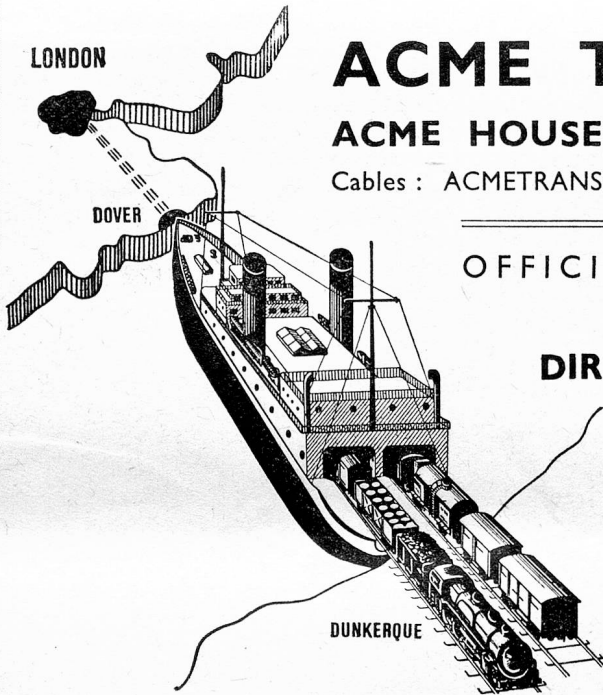 LONDON
ACME T
ACME HOUSE
Cables : ACMETRANS
DOVER
OFFICI
DIR
DUNKERQUE